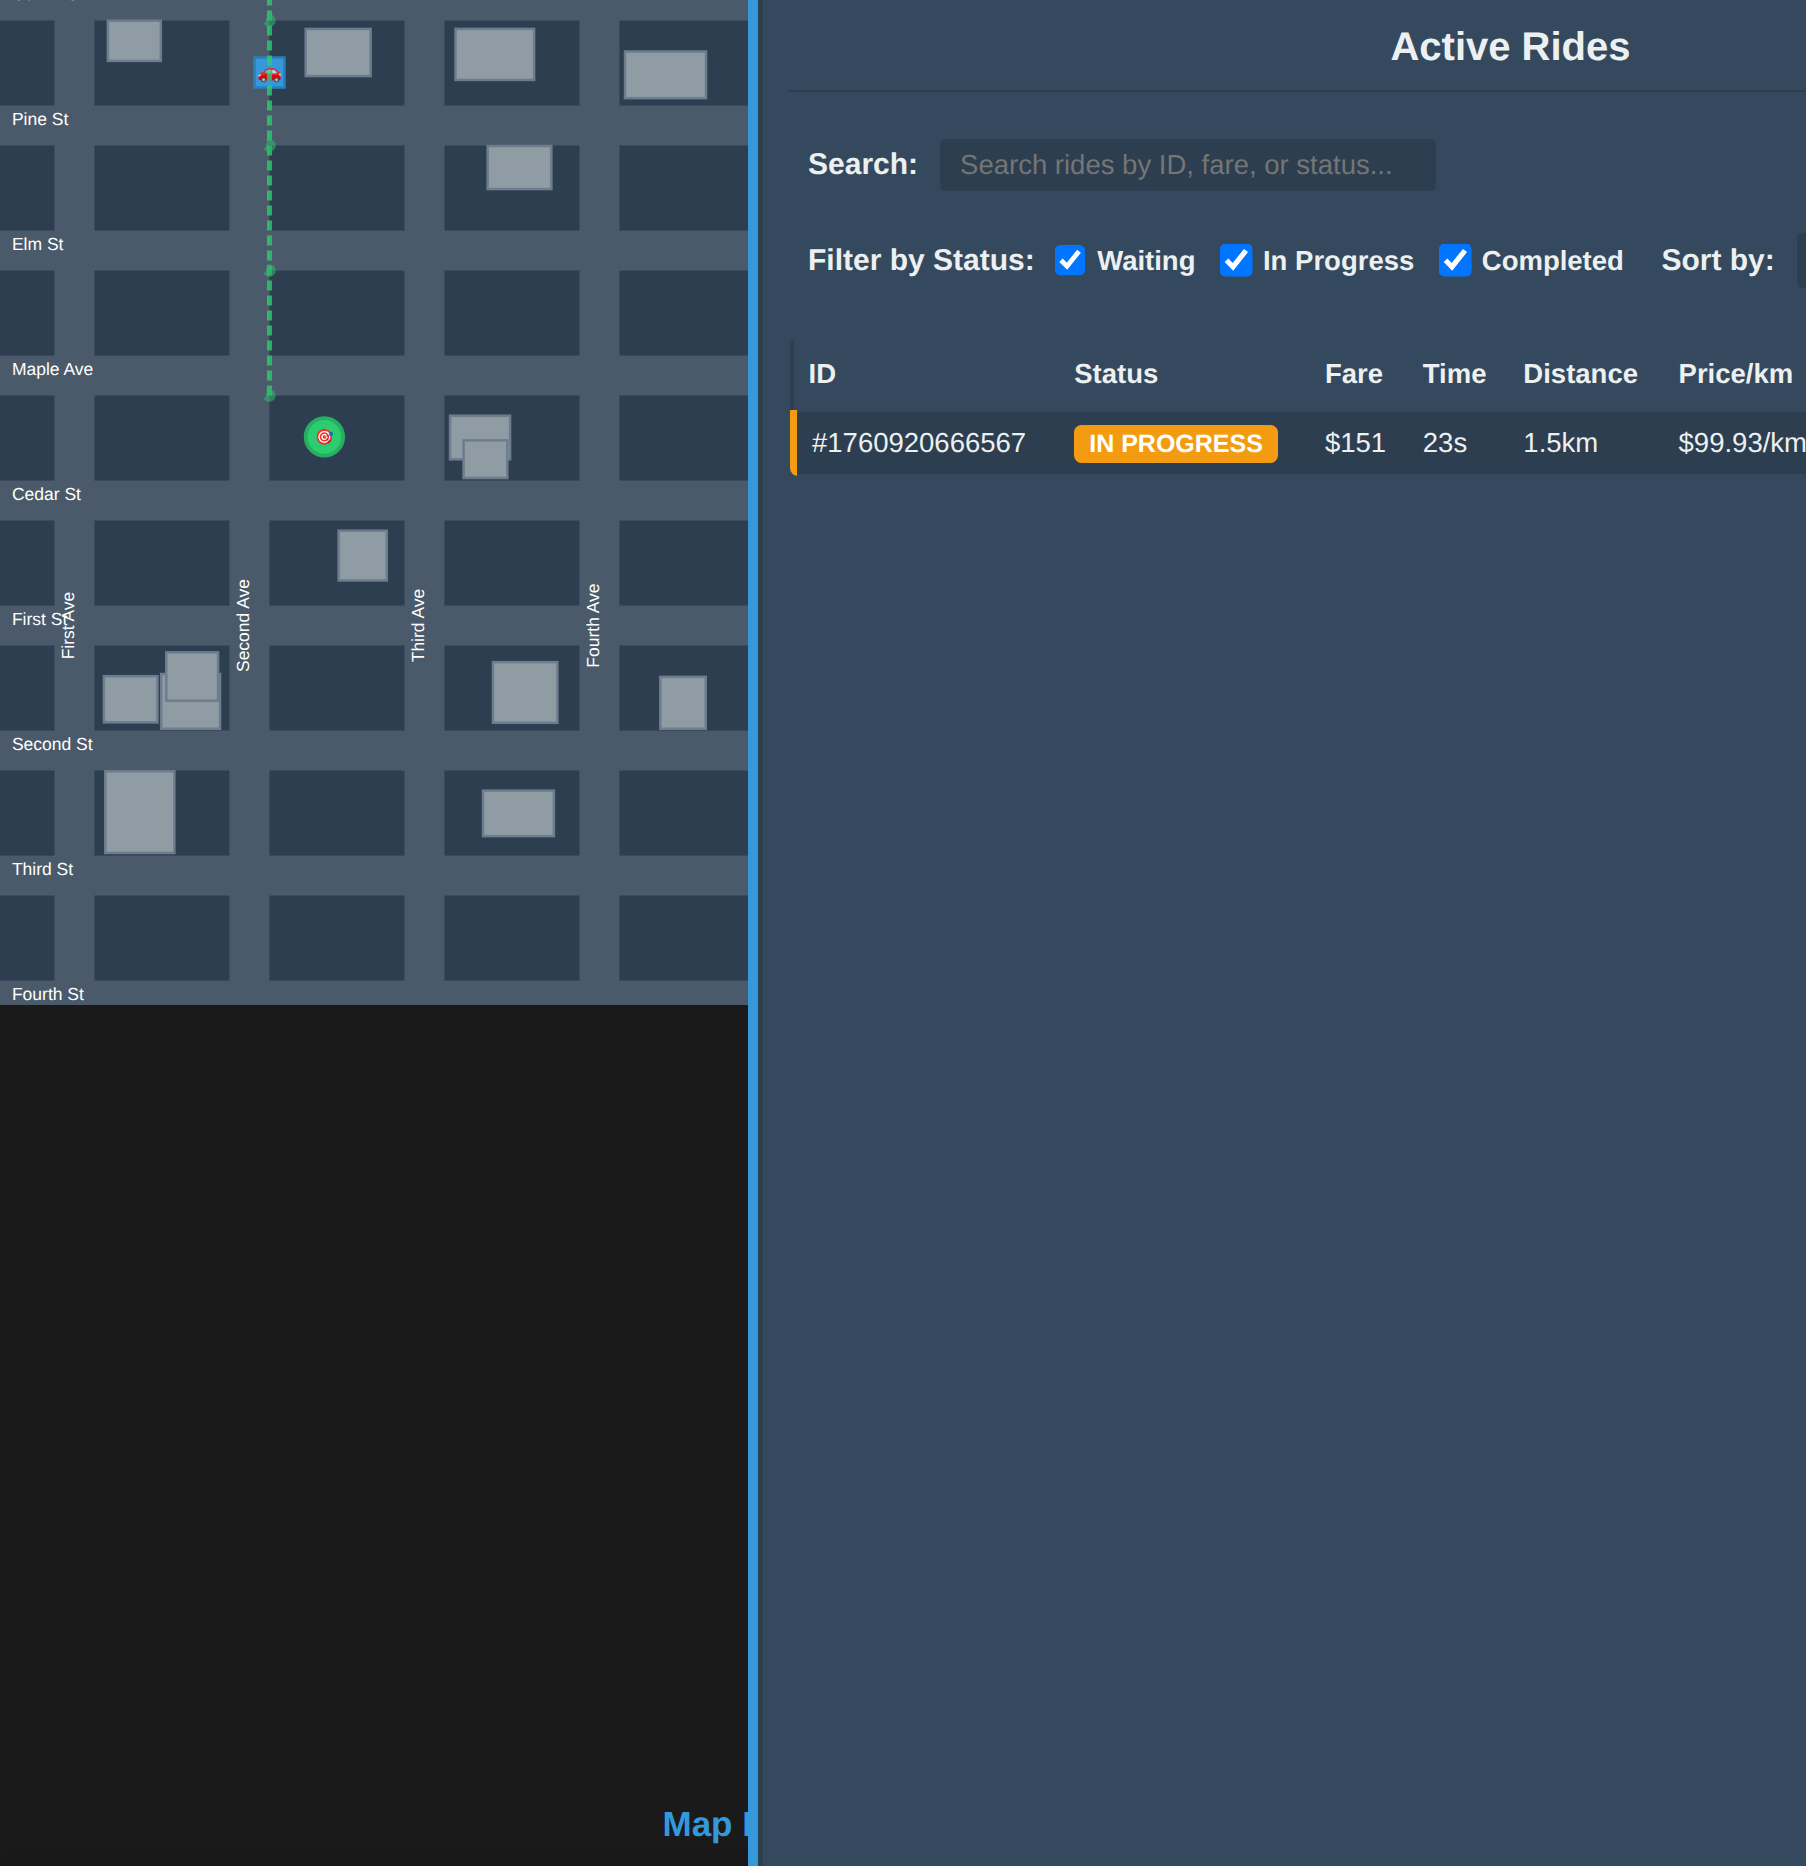 Pine St
Elm St
Maple Ave
Cedar St
First St
First Ave
Second Ave
Third Ave
Fourth Ave
Second St
Third St
Fourth St
Map
Active Rides
Search: Search rides by ID, fare, or status...
Filter by Status: Waiting In Progress Completed Sort by:
ID Status Fare Time Distance Price/km
#1760920666567 IN PROGRESS $151 23s 1.5km $99.93/km